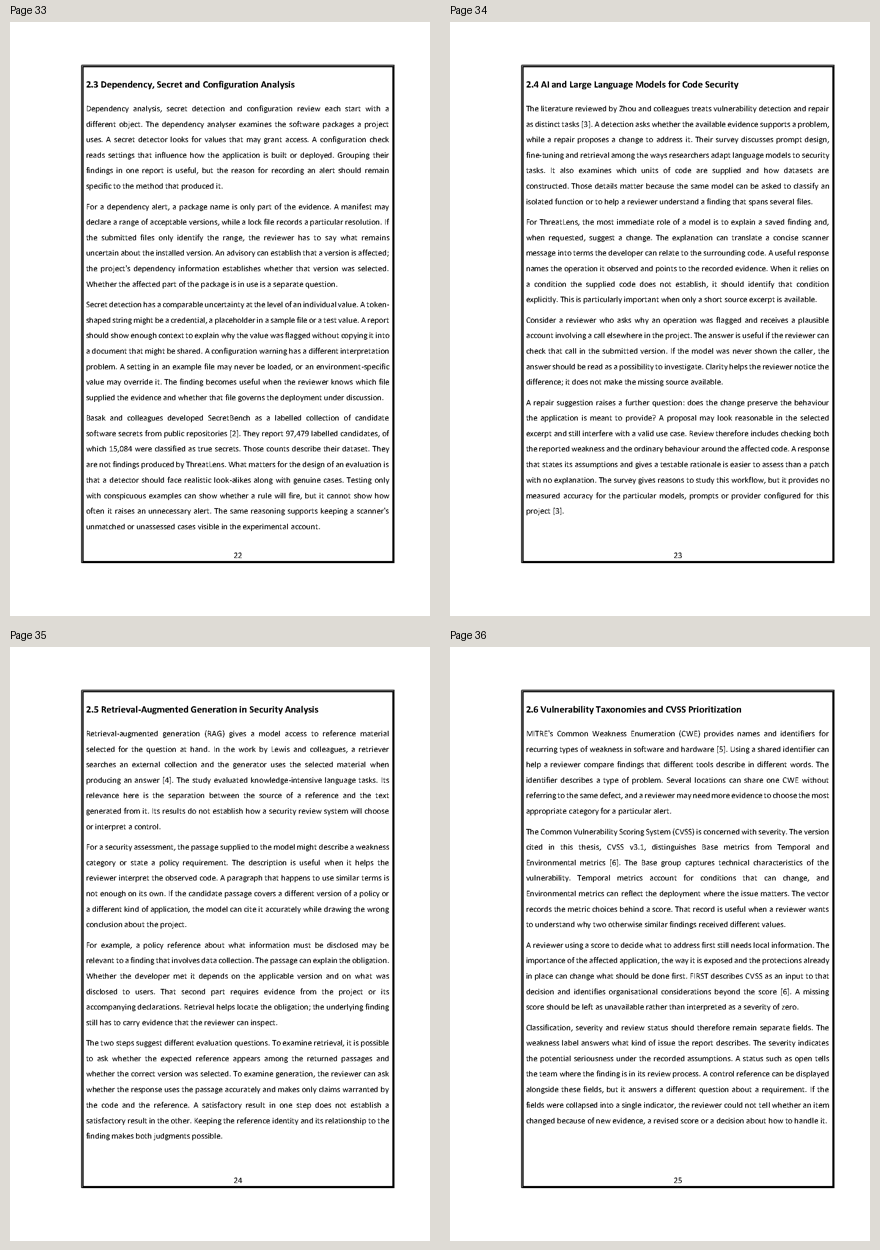 Page 33
2.3 Dependency, Secret and Configuration Analysis
Dependency analysis, secret detection and configuration review each start with a
different object. The dependency analyser examines the software packages a project
uses. A secret detector looks for values that may grant access. A configuration check
reads settings that influence how the application is built or deployed. Grouping their
findings in one report is useful, but the reason for recording an alert should remain
specific to the method that produced it.
For a dependency alert, a package name is only part of the evidence. A manifest may
declare a range of acceptable versions, while a lock file records a particular resolution. If
the submitted files only identify the range, the reviewer has to say what remains
uncertain about the installed version. An advisory can establish that a version is affected;
the project's dependency information establishes whether that version was selected.
Whether the affected part of the package is in use is a separate question.
Secret detection has a comparable uncertainty at the level of an individual value. A token-
shaped string might be a credential, a placeholder in a sample file or a test value. A report
should show enough context to explain why the value was flagged without copying it into
a document that might be shared. A configuration warning has a different interpretation
problem. A setting in an example file may never be loaded, or an environment-specific
value may override it. The finding becomes useful when the reviewer knows which file
supplied the evidence and whether that file governs the deployment under discussion.
Basak and colleagues developed SecretBench as a labelled collection of candidate
software secrets from public repositories [2]. They report 97,479 labelled candidates, of
which 15,084 were classified as true secrets. Those counts describe their dataset. They
are not findings produced by ThreatLens. What matters for the design of an evaluation is
that a detector should face realistic look-alikes along with genuine cases. Testing only
with conspicuous examples can show whether a rule will fire, but it cannot show how
often it raises an unnecessary alert. The same reasoning supports keeping a scanner's
unmatched or unassessed cases visible in the experimental account.
22
Page 34
2.4 AI and Large Language Models for Code Security
The literature reviewed by Zhou and colleagues treats vulnerability detection and repair
as distinct tasks [3]. A detection asks whether the available evidence supports a problem,
while a repair proposes a change to address it. Their survey discusses prompt design,
fine-tuning and retrieval among the ways researchers adapt language models to security
tasks. It also examines which units of code are supplied and how datasets are
constructed. Those details matter because the same model can be asked to classify an
isolated function or to help a reviewer understand a finding that spans several files.
For ThreatLens, the most immediate role of a model is to explain a saved finding and,
when requested, suggest a change. The explanation can translate a concise scanner
message into terms the developer can relate to the surrounding code. A useful response
names the operation it observed and points to the recorded evidence. When it relies on
a condition the supplied code does not establish, it should identify that condition
explicitly. This is particularly important when only a short source excerpt is available.
Consider a reviewer who asks why an operation was flagged and receives a plausible
account involving a call elsewhere in the project. The answer is useful if the reviewer can
check that call in the submitted version. If the model was never shown the caller, the
answer should be read as a possibility to investigate. Clarity helps the reviewer notice the
difference; it does not make the missing source available.
A repair suggestion raises a further question: does the change preserve the behaviour
the application is meant to provide? A proposal may look reasonable in the selected
excerpt and still interfere with a valid use case. Review therefore includes checking both
the reported weakness and the ordinary behaviour around the affected code. A response
that states its assumptions and gives a testable rationale is easier to assess than a patch
with no explanation. The survey gives reasons to study this workflow, but it provides no
measured accuracy for the particular models, prompts or provider configured for this
project [3].
23
Page 35
2.5 Retrieval-Augmented Generation in Security Analysis
Retrieval-augmented generation (RAG) gives a model access to reference material
selected for the question at hand. In the work by Lewis and colleagues, a retriever
searches an external collection and the generator uses the selected material when
producing an answer [4]. The study evaluated knowledge-intensive language tasks. Its
relevance here is the separation between the source of a reference and the text
generated from it. Its results do not establish how a security review system will choose
or interpret a control.
For a security assessment, the passage supplied to the model might describe a weakness
category or state a policy requirement. The description is useful when it helps the
reviewer interpret the observed code. A paragraph that happens to use similar terms is
not enough on its own. If the candidate passage covers a different version of a policy or
a different kind of application, the model can cite it accurately while drawing the wrong
conclusion about the project.
For example, a policy reference about what information must be disclosed may be
relevant to a finding that involves data collection. The passage can explain the obligation.
Whether the developer met it depends on the applicable version and on what was
disclosed to users. That second part requires evidence from the project or its
accompanying declarations. Retrieval helps locate the obligation; the underlying finding
still has to carry evidence that the reviewer can inspect.
The two steps suggest different evaluation questions. To examine retrieval, it is possible
to ask whether the expected reference appears among the returned passages and
whether the correct version was selected. To examine generation, the reviewer can ask
whether the response uses the passage accurately and makes only claims warranted by
the code and the reference. A satisfactory result in one step does not establish a
satisfactory result in the other. Keeping the reference identity and its relationship to the
finding makes both judgments possible.
24
Page 36
2.6 Vulnerability Taxonomies and CVSS Prioritization
MITRE's Common Weakness Enumeration (CWE) provides names and identifiers for
recurring types of weakness in software and hardware [5]. Using a shared identifier can
help a reviewer compare findings that different tools describe in different words. The
identifier describes a type of problem. Several locations can share one CWE without
referring to the same defect, and a reviewer may need more evidence to choose the most
appropriate category for a particular alert.
The Common Vulnerability Scoring System (CVSS) is concerned with severity. The version
cited in this thesis, CVSS v3.1, distinguishes Base metrics from Temporal and
Environmental metrics [6]. The Base group captures technical characteristics of the
vulnerability. Temporal metrics account for conditions that can change, and
Environmental metrics can reflect the deployment where the issue matters. The vector
records the metric choices behind a score. That record is useful when a reviewer wants
to understand why two otherwise similar findings received different values.
A reviewer using a score to decide what to address first still needs local information. The
importance of the affected application, the way it is exposed and the protections already
in place can change what should be done first. FIRST describes CVSS as an input to that
decision and identifies organisational considerations beyond the score [6]. A missing
score should be left as unavailable rather than interpreted as a severity of zero.
Classification, severity and review status should therefore remain separate fields. The
weakness label answers what kind of issue the report describes. The severity indicates
the potential seriousness under the recorded assumptions. A status such as open tells
the team where the finding is in its review process. A control reference can be displayed
alongside these fields, but it answers a different question about a requirement. If the
fields were collapsed into a single indicator, the reviewer could not tell whether an item
changed because of new evidence, a revised score or a decision about how to handle it.
25